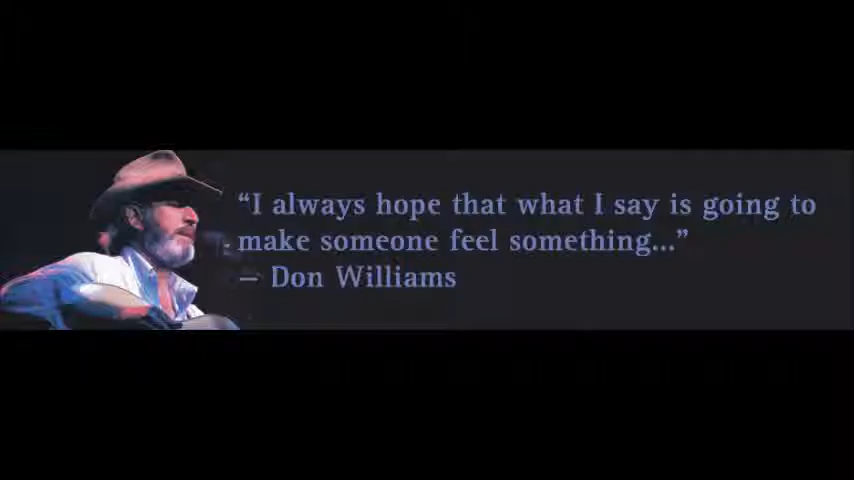 “I always hope that what I say is going to
make someone feel something...”
– Don Williams